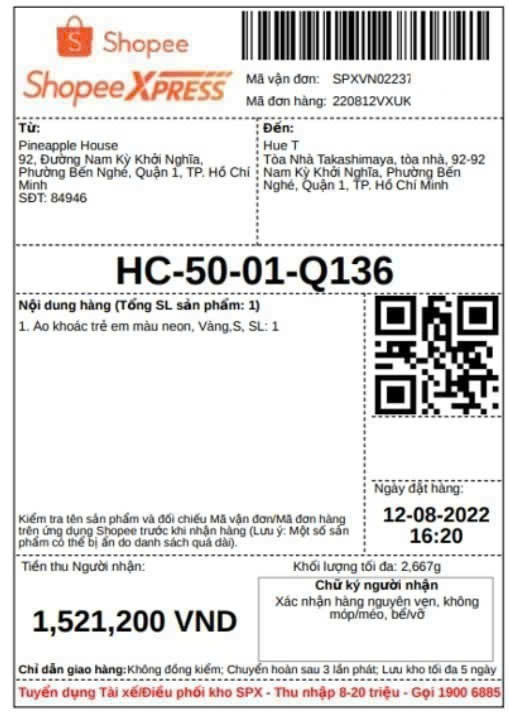 Shopee
Shopee XPRESS
Mã vận đơn: SPXVN02237
Mã đơn hàng: 220812VXUK
Từ:
Pineapple House
92, Đường Nam Kỳ Khởi Nghĩa,
Phường Bến Nghé, Quận 1, TP. Hồ Chí
Minh
SĐT: 84946
Đến:
Hue T
Tòa Nhà Takashimaya, tòa nhà, 92-92
Nam Kỳ Khởi Nghĩa, Phường Bến
Nghé, Quận 1, TP. Hồ Chí Minh
HC-50-01-Q136
Nội dung hàng (Tổng SL sản phẩm: 1)
1. Áo khoác trẻ em màu neon, Vàng,S, SL: 1
Kiểm tra tên sản phẩm và đối chiếu Mã vận đơn/Mã đơn hàng
trên ứng dụng Shopee trước khi nhận hàng (Lưu ý: Một số sản
phẩm có thể bị ẩn do danh sách quá dài).
Ngày đặt hàng:
12-08-2022
16:20
Tiền thu Người nhận:
1,521,200 VND
Khối lượng tối đa: 2,667g
Chữ ký người nhận
Xác nhận hàng nguyên vẹn, không
móp/méo, bể/vỡ
Chỉ dẫn giao hàng:Không đồng kiểm; Chuyển hoàn sau 3 lần phát; Lưu kho tối đa 5 ngày
Tuyển dụng Tài xế/Điều phối kho SPX - Thu nhập 8-20 triệu - Gọi 1900 6885